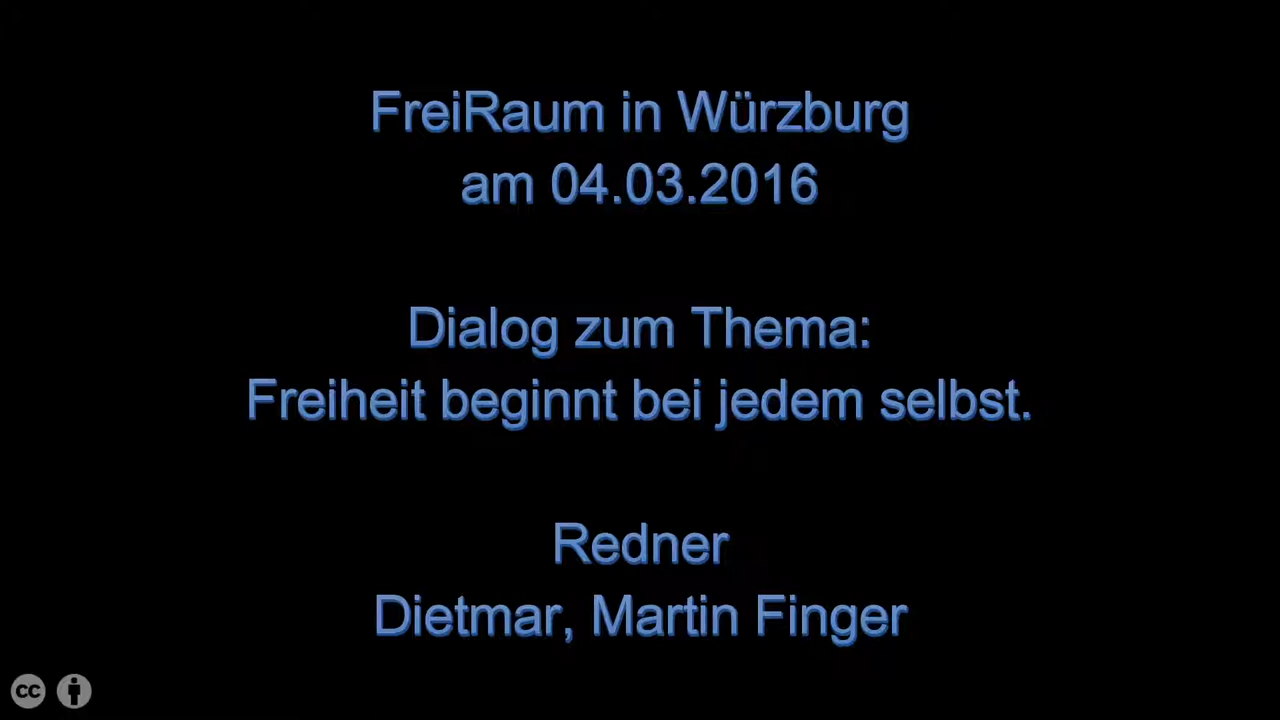 FreiRaum in Würzburg
am 04.03.2016
Dialog zum Thema:
Freiheit beginnt bei jedem selbst.
Redner
Dietmar, Martin Finger
cc